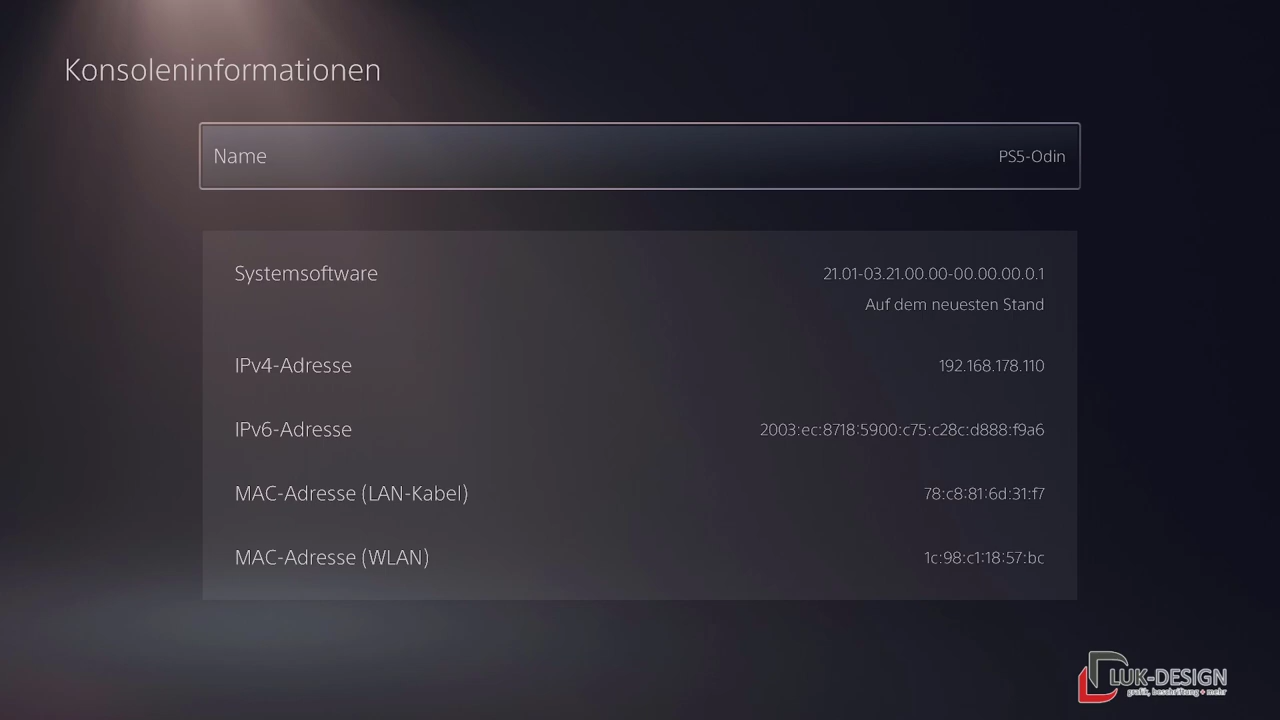 Konsoleninformationen
Name PS5-Odin
Systemsoftware 21.01-03.21.00.00-00.00.00.0.1
Auf dem neuesten Stand
IPv4-Adresse 192.168.178.110
IPv6-Adresse 2003:ec:8718:5900:c75:c28c:d888:f9a6
MAC-Adresse (LAN-Kabel) 78:c8:81:6d:31:f7
MAC-Adresse (WLAN) 1c:98:c1:18:57:bc
LUK-DESIGN
grafik, beschriftung + mehr